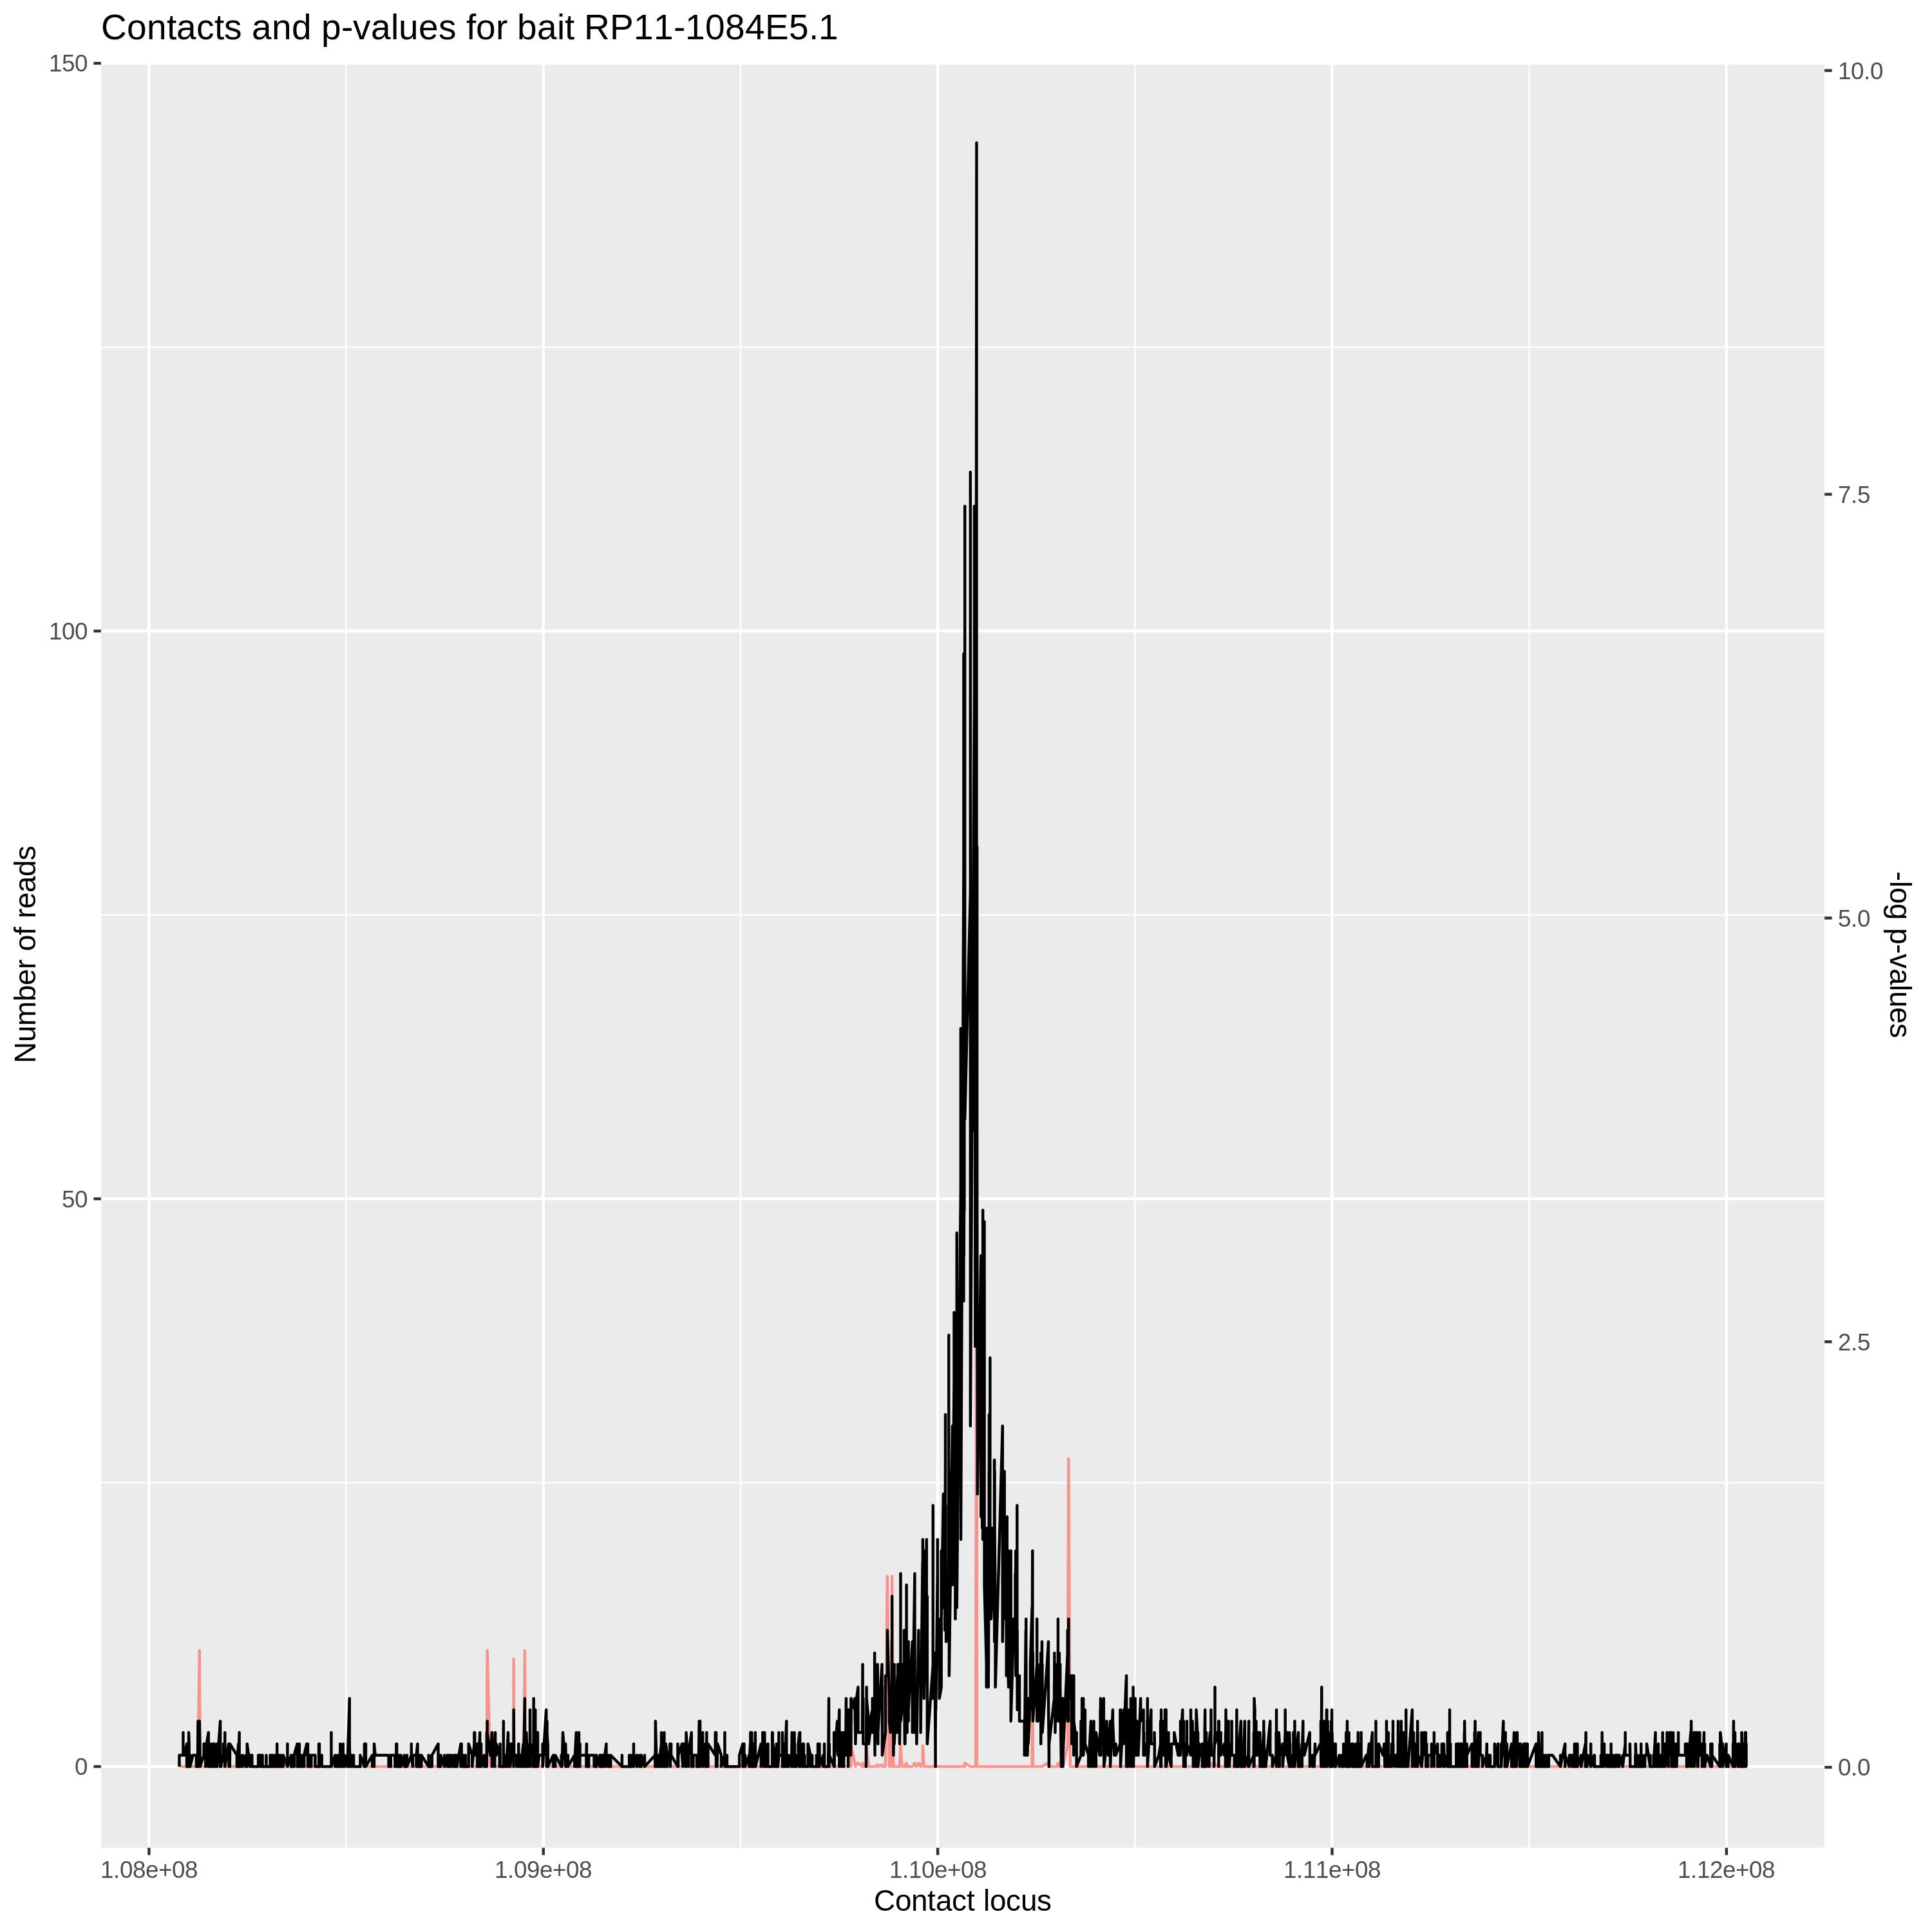 Contacts and p-values for bait RP11-1084E5.1
150
100
50
0
Number of reads
10.0
7.5
5.0
2.5
0.0
-log p-values
1.08e+08
1.09e+08
1.10e+08
1.11e+08
1.12e+08
Contact locus